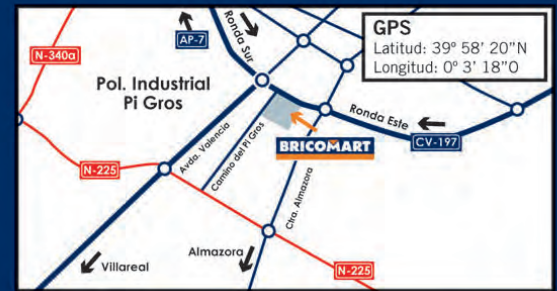 GPS
Latitud: 39º 58’ 20”N
Longitud: 0º 3’ 18”O
N-340a
AP-7
Ronda Sur
Pol. Industrial
Pi Gros
Ronda Este
BRICOMART
CV-197
Avda. Valencia
Camino del Pi Gros
Ctra. Almazora
N-225
Almazora
Villareal
N-225